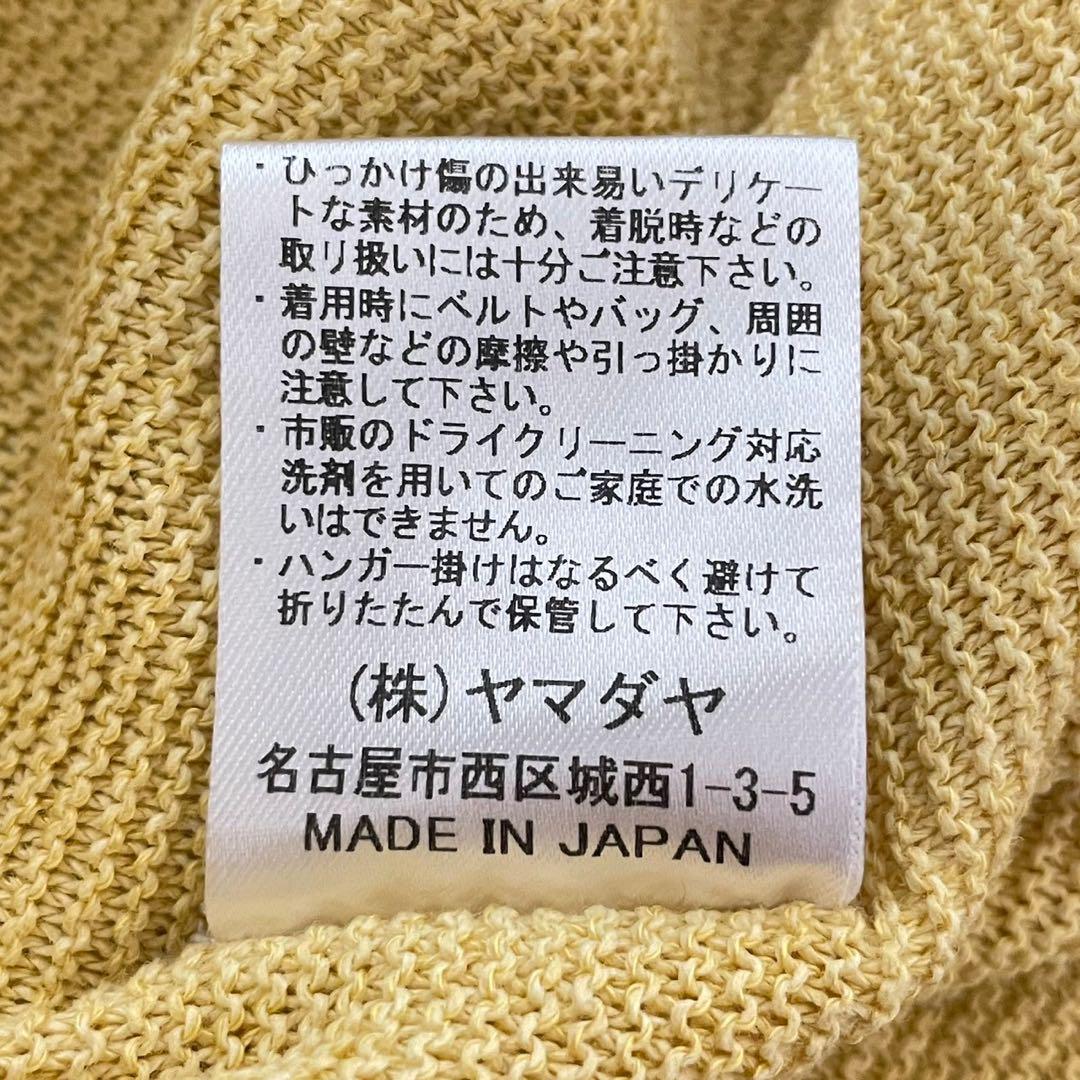 ・ひっかけ傷の出来易いデリケー
トな素材のため、着脱時などの
取り扱いには十分ご注意下さい。
・着用時にベルトやバッグ、周囲
の壁などの摩擦や引っ掛かりに
注意して下さい。
・市販のドライクリーニング対応
洗剤を用いてのご家庭での水洗
いはできません。
・ハンガー掛けはなるべく避けて
折りたたんで保管して下さい。
(株)ヤマダヤ
名古屋市西区城西1-3-5
MADE IN JAPAN